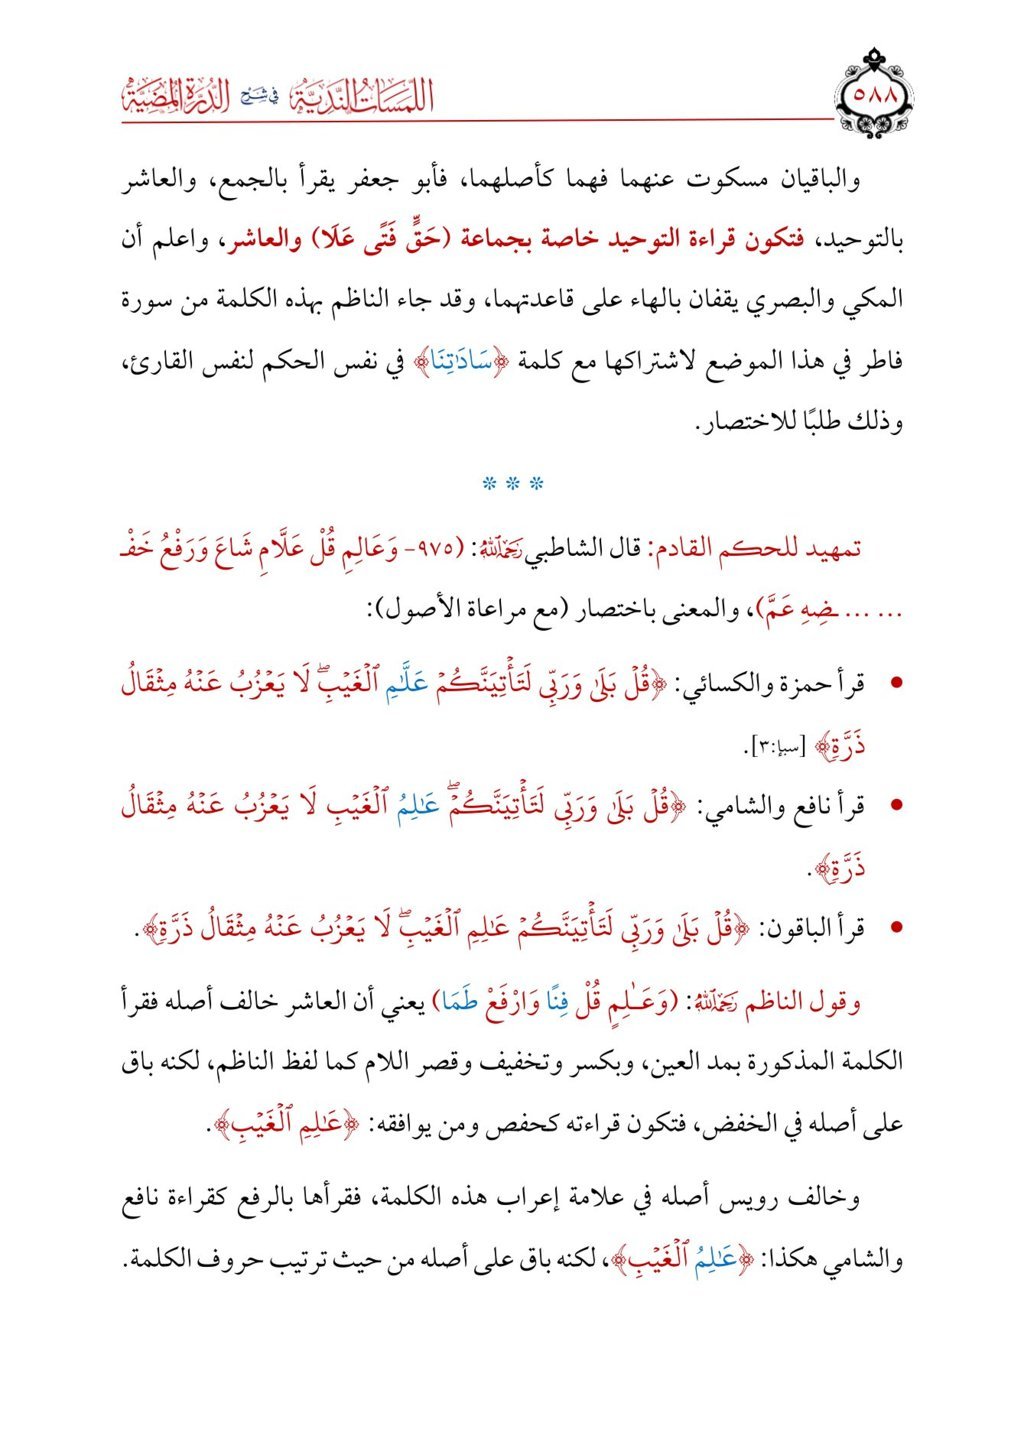 اللمسات الندية في شرح الدرة المضية
٥٨٨
والباقيان مسكوت عنهما فهما كأصلهما، فأبو جعفر يقرأ بالجمع، والعاشر
بالتوحيد، فتكون قراءة التوحيد خاصة بجماعة (حَقٍّ فَتًى عَلَا) والعاشر، واعلم أن
المكي والبصري يقفان بالهاء على قاعدتهما، وقد جاء الناظم بهذه الكلمة من سورة
فاطر في هذا الموضع لاشتراكها مع كلمة ﴿سَادَٰتِنَا﴾ في نفس الحكم لنفس القارئ،
وذلك طلبًا للاختصار.
* * *
تمهيد للحكم القادم: قال الشاطبي رَحِمَهُ اللَّهُ: (٩٧٥- وَعَالِمِ قُلْ عَلَّامِ شَاعَ وَرَفْعُ خَفْـ
... ... ـضِهِ عَمَّ)، والمعنى باختصار (مع مراعاة الأصول):
• قرأ حمزة والكسائي: ﴿قُلۡ بَلَىٰ وَرَبِّي لَتَأۡتِيَنَّكُمۡ عَلَّٰمِ ٱلۡغَيۡبِۖ لَا يَعۡزُبُ عَنۡهُ مِثۡقَالُ
ذَرَّةٖ﴾ [سبإ:٣].
• قرأ نافع والشامي: ﴿قُلۡ بَلَىٰ وَرَبِّي لَتَأۡتِيَنَّكُمۡۖ عَٰلِمُ ٱلۡغَيۡبِ لَا يَعۡزُبُ عَنۡهُ مِثۡقَالُ
ذَرَّةٖ﴾.
• قرأ الباقون: ﴿قُلۡ بَلَىٰ وَرَبِّي لَتَأۡتِيَنَّكُمۡ عَٰلِمِ ٱلۡغَيۡبِۖ لَا يَعۡزُبُ عَنۡهُ مِثۡقَالُ ذَرَّةٖ﴾.
وقول الناظم رَحِمَهُ اللَّهُ: (وَعَـٰلِمِ قُلْ فِنًا وَارْفَعْ طَمَا) يعني أن العاشر خالف أصله فقرأ
الكلمة المذكورة بمد العين، وبكسر وتخفيف وقصر اللام كما لفظ الناظم، لكنه باق
على أصله في الخفض، فتكون قراءته كحفص ومن يوافقه: ﴿عَٰلِمِ ٱلۡغَيۡبِ﴾.
وخالف رويس أصله في علامة إعراب هذه الكلمة، فقرأها بالرفع كقراءة نافع
والشامي هكذا: ﴿عَٰلِمُ ٱلۡغَيۡبِ﴾، لكنه باق على أصله من حيث ترتيب حروف الكلمة.